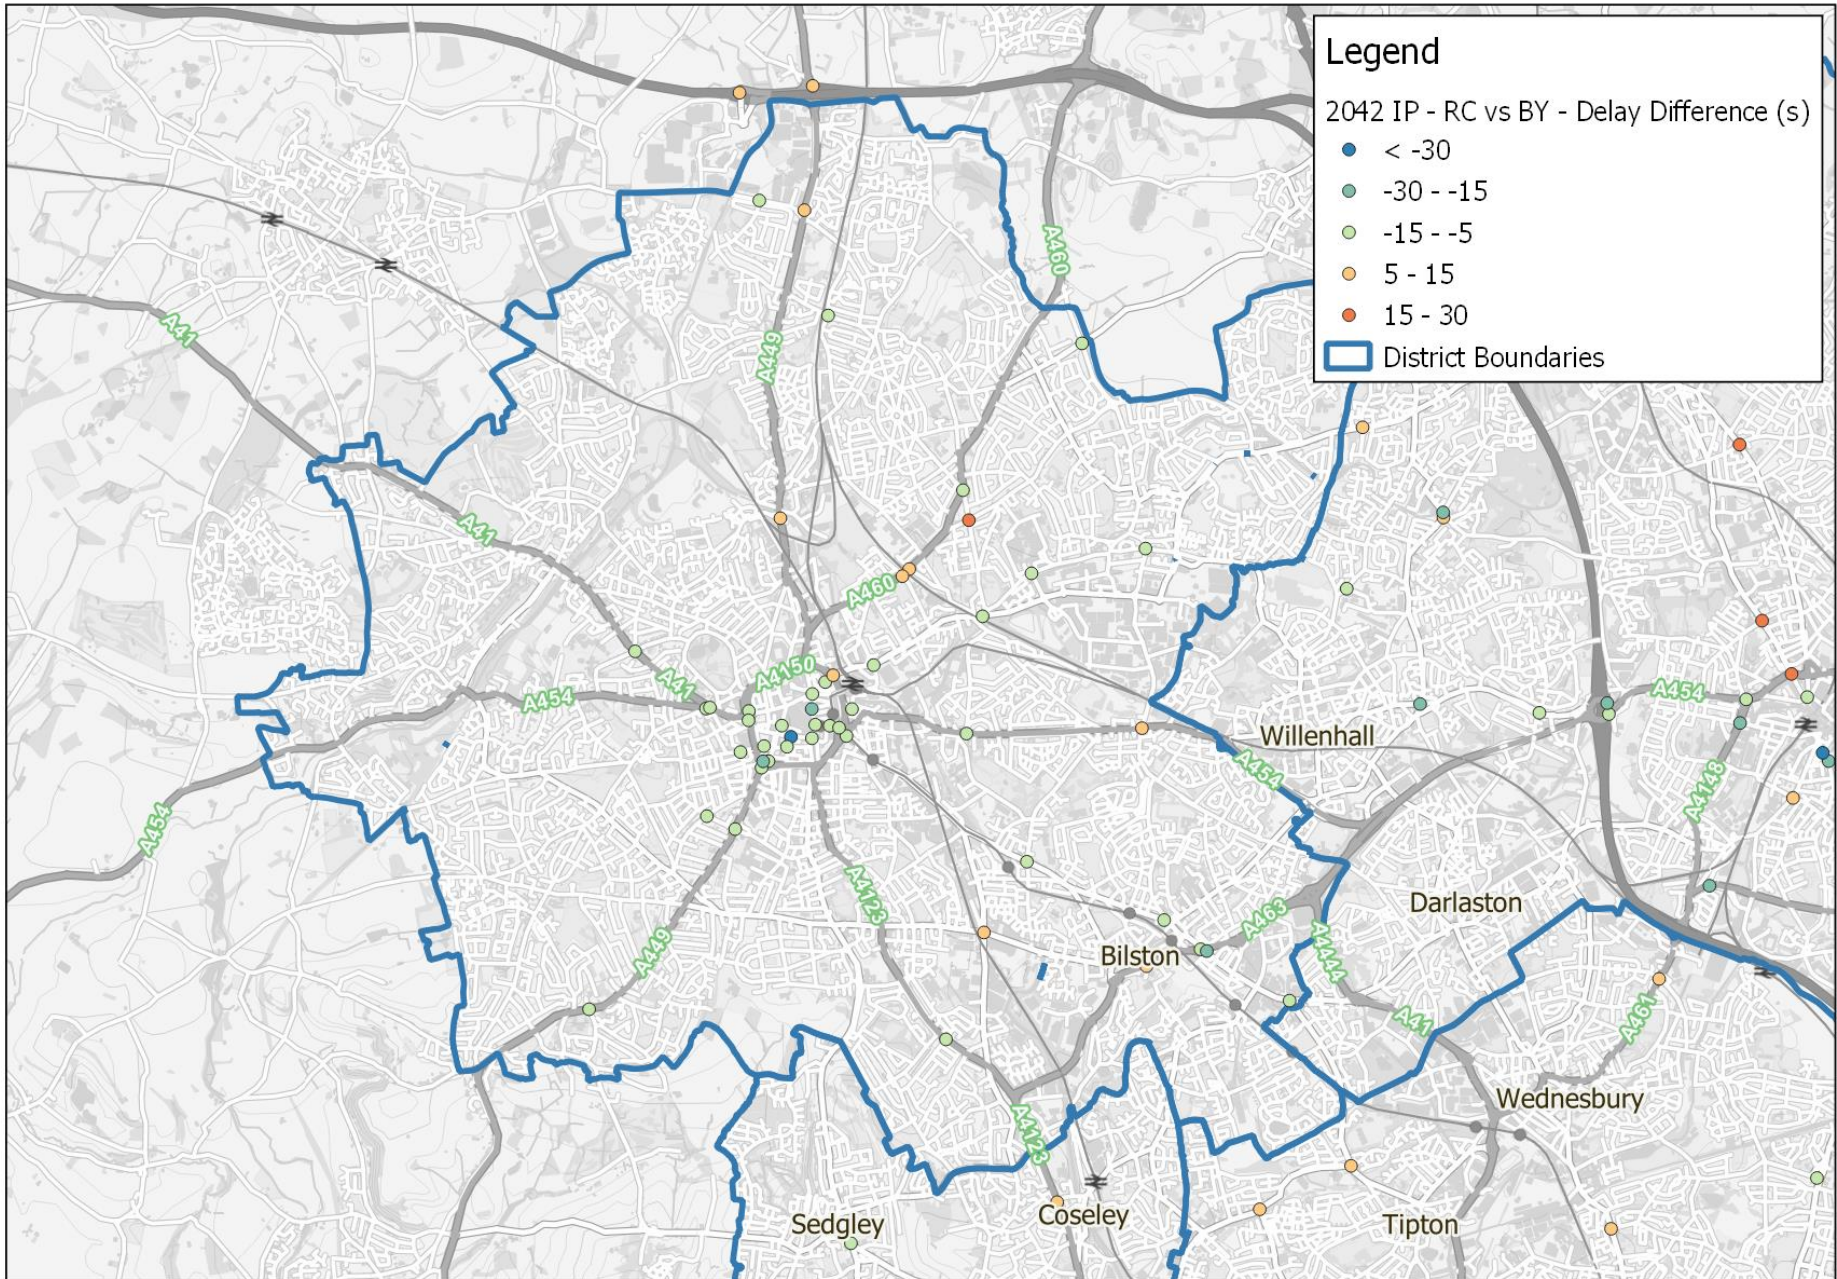 Legend
2042 IP - RC vs BY - Delay Difference (s)
< -30
-30 - -15
-15 - -5
5 - 15
15 - 30
District Boundaries
A460
A41
A449
A41
A460
A4150
A41
A454
A454
Willenhall
A454
A4148
A454
A4123
Darlaston
A463
A449
Bilston
A4444
A41
A461
Wednesbury
A4123
Coseley
Sedgley
Tipton